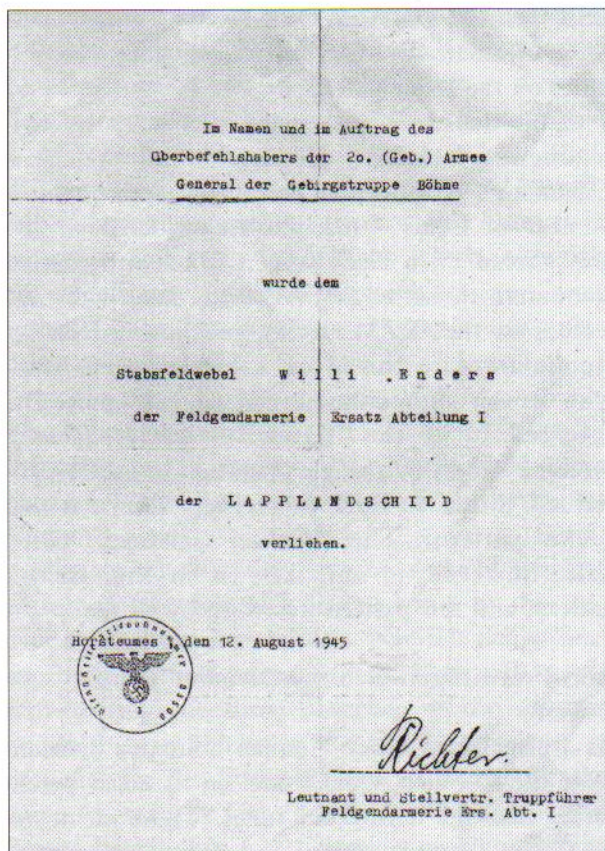 Im Namen und im Auftrag des
Oberbefehlshabers der 2o. (Geb.) Armee
General der Gebirgstruppe Böhme
wurde dem
Stabsfeldwebel Willi Enders
der Feldgendarmerie Ersatz Abteilung I
der LAPPLANDSCHILD
verliehen.
den 12. August 1945
Richter.
Leutnant und Stellvertr. Truppführer
Feldgendarmerie Ers. Abt. I